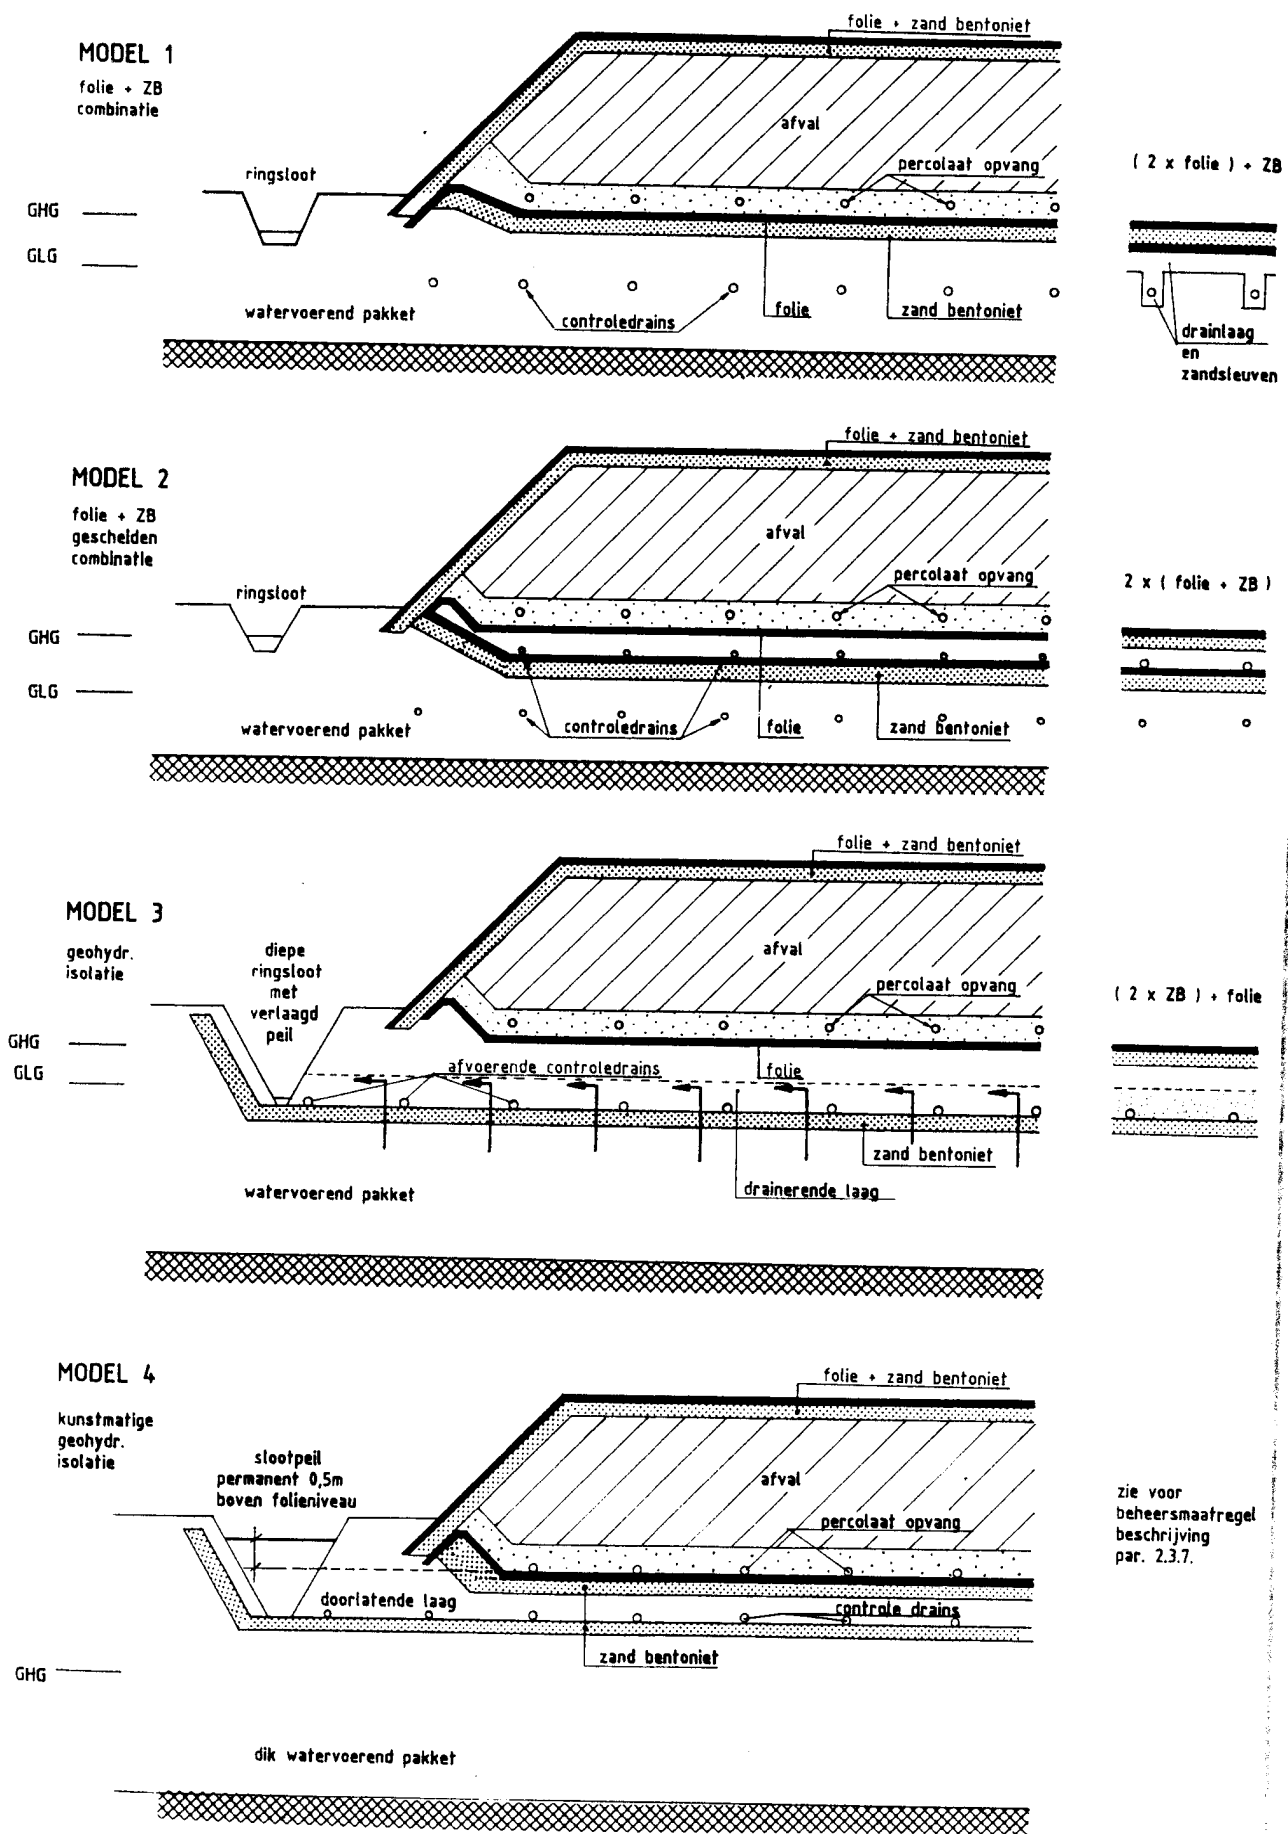 folie + zand bentoniet
MODEL 1
folie + ZB
combinatie
afval
ringsloot
percolaat opvang
( 2 x folie ) + ZB
GHG
GLG
watervoerend pakket
controledrains
folie
zand bentoniet
drainlaag
en
zandsleuven
folie + zand bentoniet
MODEL 2
folie + ZB
gescheiden
combinatie
afval
ringsloot
percolaat opvang
2 x ( folie + ZB )
GHG
GLG
watervoerend pakket
controledrains
folie
zand bentoniet
folie + zand bentoniet
MODEL 3
geohydr.
isolatie
diepe
ringsloot
met
verlaagd
peil
afval
percolaat opvang
( 2 x ZB ) + folie
GHG
GLG
afvoerende controledrains
folie
zand bentoniet
watervoerend pakket
drainerende laag
MODEL 4
folie + zand bentoniet
kunstmatige
geohydr.
isolatie
slootpeil
permanent 0,5m
boven folieniveau
afval
percolaat opvang
zie voor
beheersmaatregel
beschrijving
par. 2.3.7.
doorlatende laag
controle drains
zand bentoniet
GHG
dik watervoerend pakket